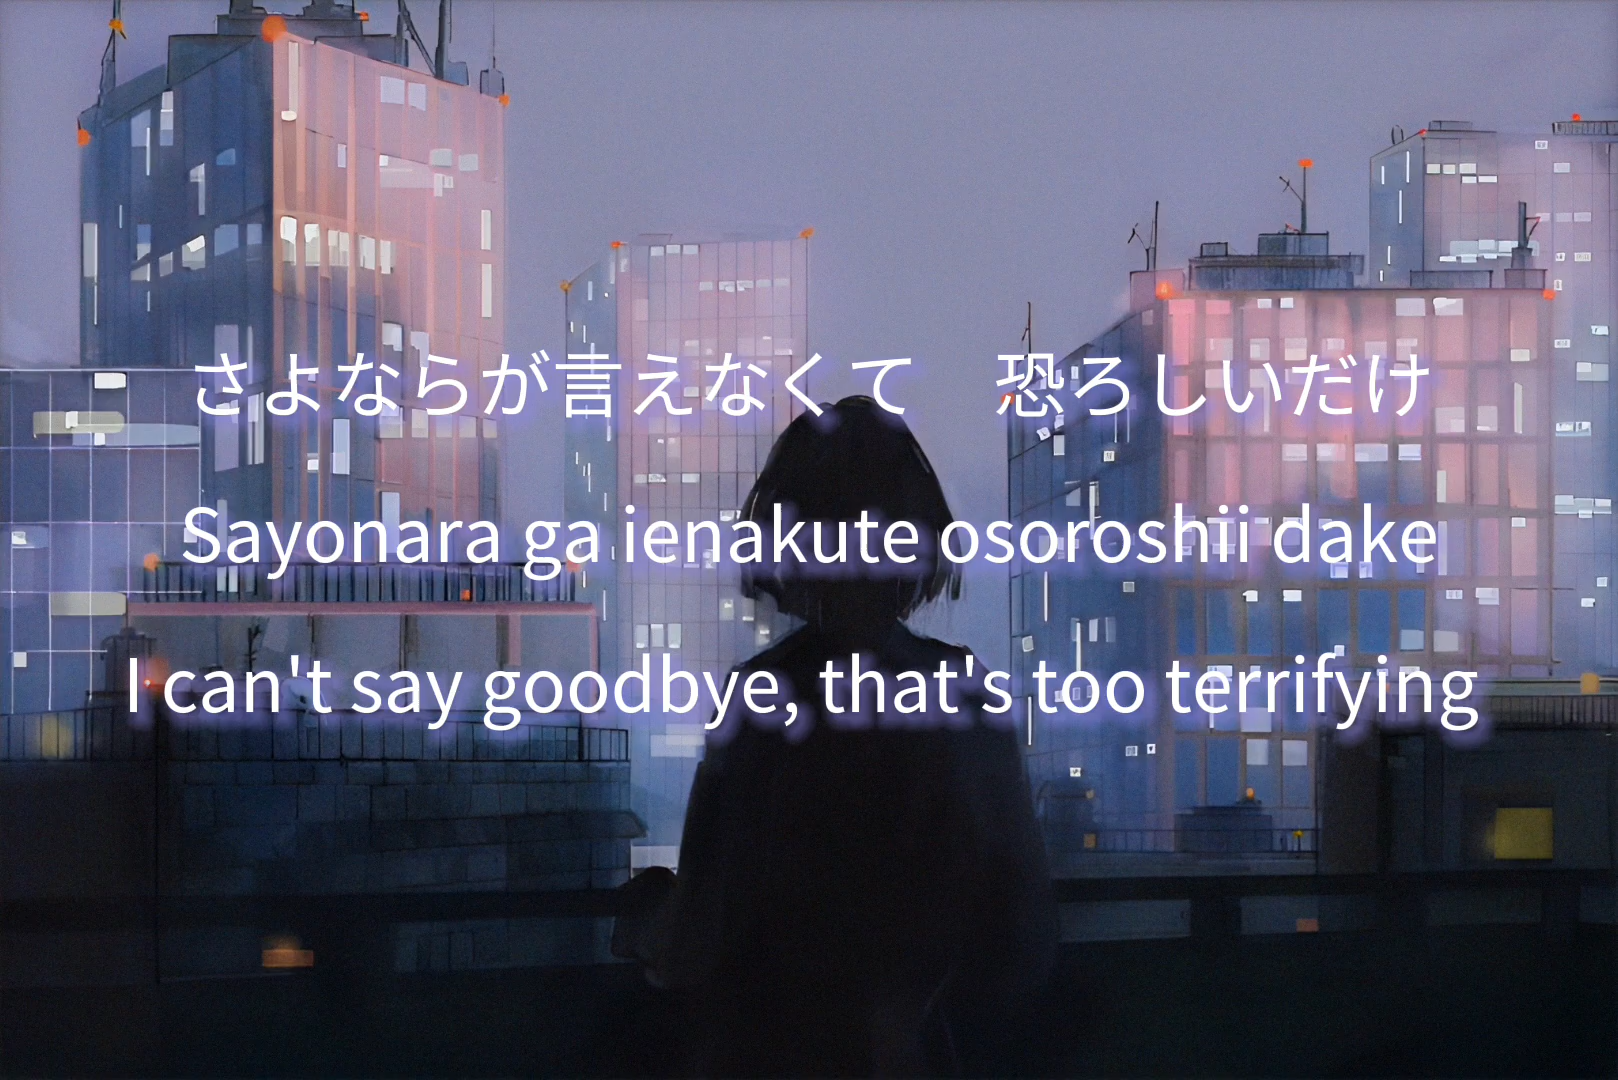 さよならが言えなくて　恐ろしいだけ
Sayonara ga ienakute osoroshii dake
I can't say goodbye, that's too terrifying